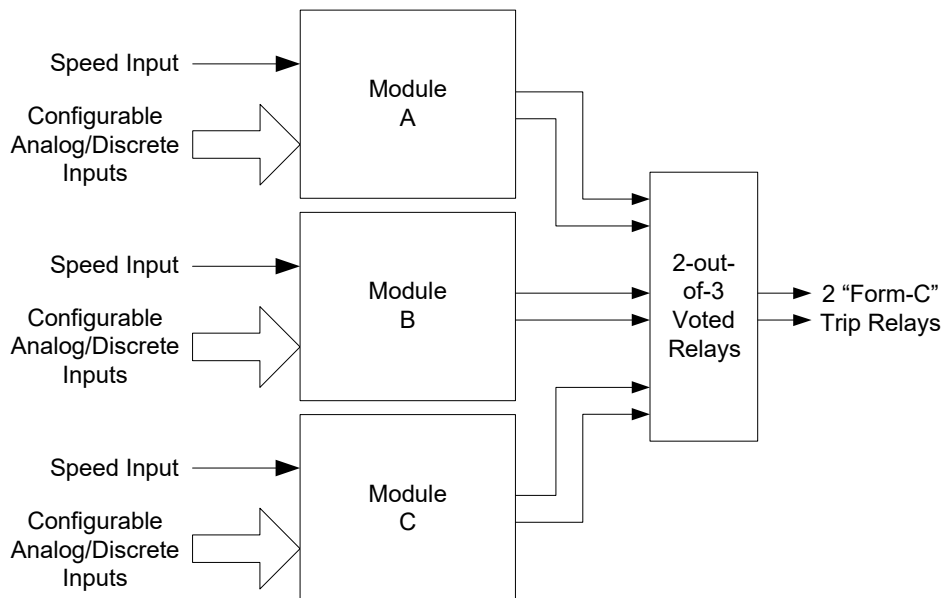 Speed Input
Configurable
Analog/Discrete
Inputs
Module
A
Speed Input
Configurable
Analog/Discrete
Inputs
Module
B
Speed Input
Configurable
Analog/Discrete
Inputs
Module
C
2-out-
of-3
Voted
Relays
2 “Form-C”
Trip Relays